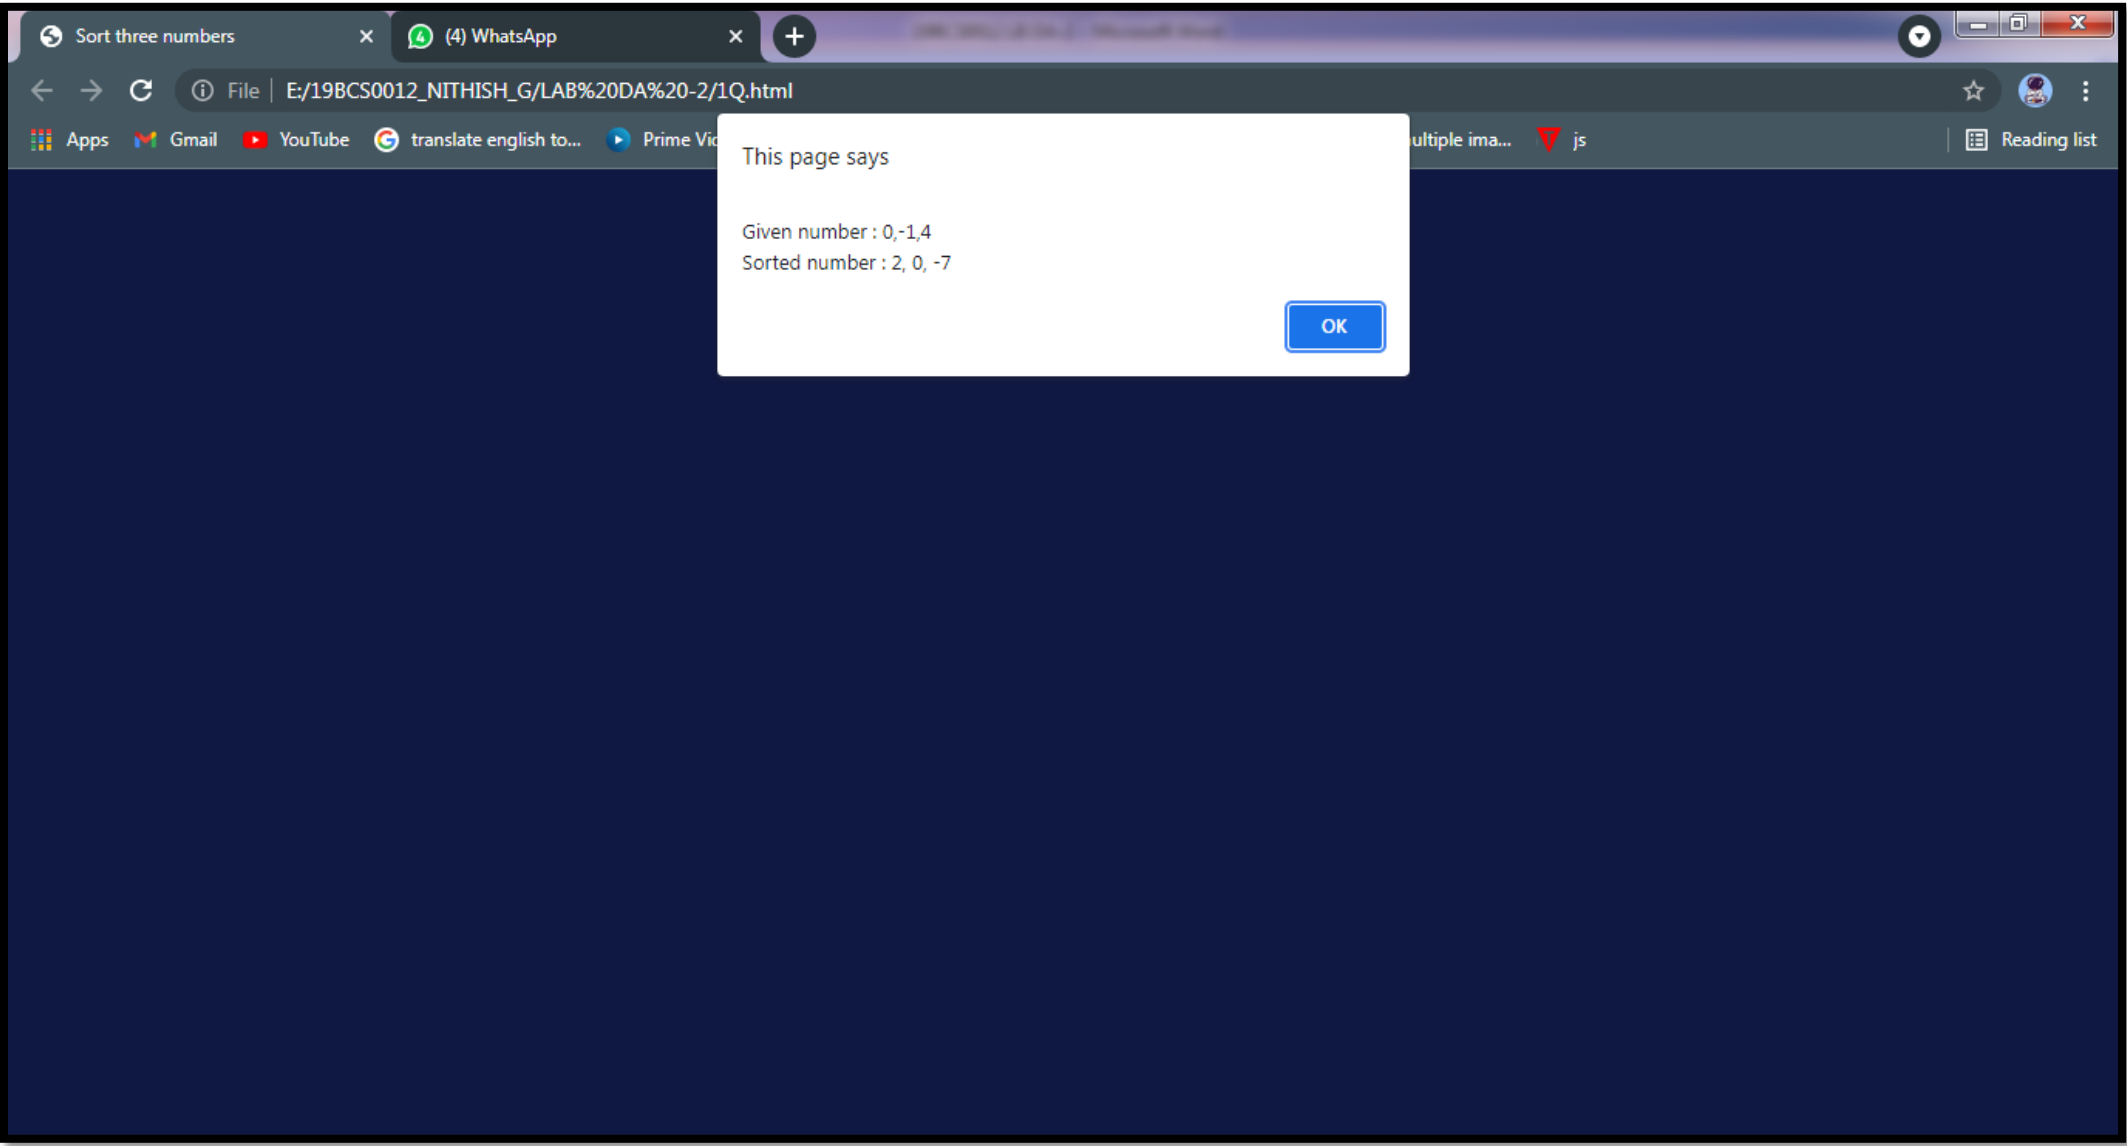 Sort three numbers
(4) WhatsApp
File
E:/19BCS0012_NITHISH_G/LAB%20DA%20-2/1Q.html
Apps
Gmail
YouTube
translate english to...
Prime Vic
ultiple ima...
js
Reading list
This page says
Given number : 0,-1,4
Sorted number : 2, 0, -7
OK